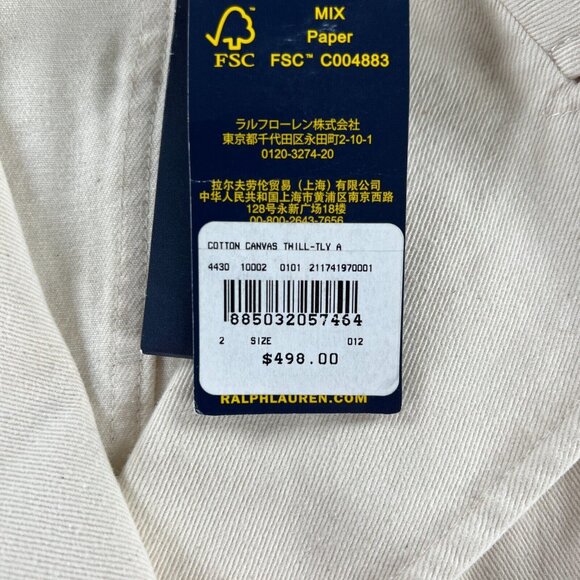 MIX
Paper
FSC FSC™ C004883
ラルフローレン株式会社
東京都千代田区永田町2-10-1
0120-3274-20
拉尔夫劳伦贸易（上海）有限公司
中华人民共和国上海市黄浦区南京西路
128号永新广场18楼
00-800-2643-7656
COTTON CANVAS TWILL-TLY A
4430 10002 0101 211741970001
885032057464
2 SIZE 012
$498.00
RALPHLAUREN.COM